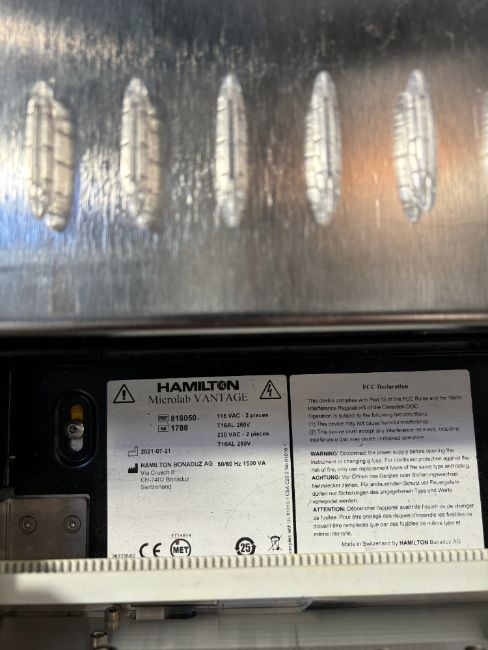 HAMILTON
Microlab VANTAGE
REF 818050
SN 1788
115 VAC - 2 pieces
T16AL 250V
230 VAC - 2 pieces
T10AL 250V
2021-07-21
HAMILTON BONADUZ AG 50/60 Hz 1500 VA
Via Crusch 8
CH-7402 Bonaduz
Switzerland
CE
MET
25
FCC Declaration
This device complies with Part 15 of the FCC Rules and the Radio
Interference Regulations of the Canadian DOC.
Operation is subject to the following two conditions:
(1) This device may not cause harmful interference.
(2) This device must accept any interference received, including
interference that may cause undesired operation.
WARNING: Disconnect the power supply before opening the
instrument or changing a fuse. For continued protection against the
risk of fire, only use replacement fuses of the same type and rating.
ACHTUNG: Vor Öffnen des Gerätes oder Sicherungswechsel
Netzstecker ziehen. Für andauernden Schutz vor Feuergefahr
dürfen nur Sicherungen des angegebenen Typs und Werts
verwendet werden.
ATTENTION: Débrancher l'appareil avant de l'ouvrir ou de changer
de fusible. Pour être protégé des risques d'incendie les fusibles ne
doivent être remplacés que par des fusibles de même type et
même intensité.
Made in Switzerland by HAMILTON Bonaduz AG